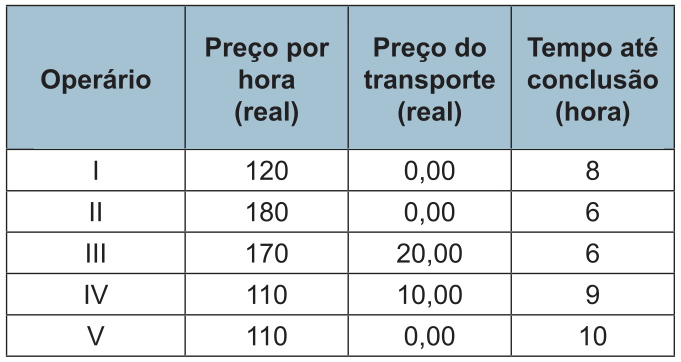 Operário Preço por hora (real) Preço do transporte (real) Tempo até conclusão (hora)
I 120 0,00 8
II 180 0,00 6
III 170 20,00 6
IV 110 10,00 9
V 110 0,00 10